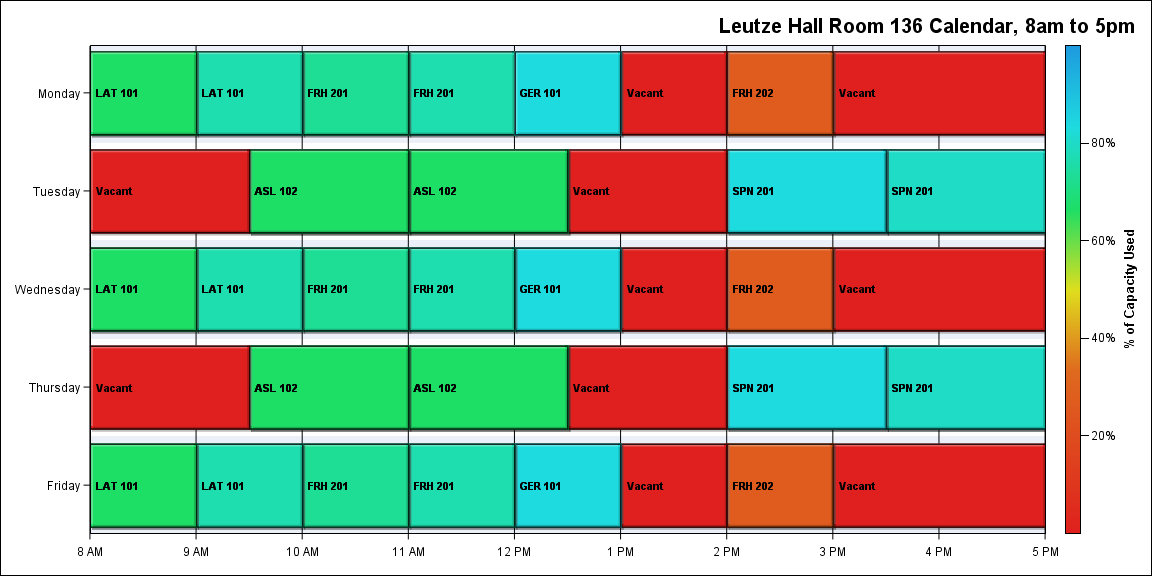 Leutze Hall Room 136 Calendar, 8am to 5pm
Monday
LAT 101
LAT 101
FRH 201
FRH 201
GER 101
Vacant
FRH 202
Vacant
Tuesday
Vacant
ASL 102
ASL 102
Vacant
SPN 201
SPN 201
Wednesday
LAT 101
LAT 101
FRH 201
FRH 201
GER 101
Vacant
FRH 202
Vacant
Thursday
Vacant
ASL 102
ASL 102
Vacant
SPN 201
SPN 201
Friday
LAT 101
LAT 101
FRH 201
FRH 201
GER 101
Vacant
FRH 202
Vacant
8 AM
9 AM
10 AM
11 AM
12 PM
1 PM
2 PM
3 PM
4 PM
5 PM
80%
60%
40%
20%
% of Capacity Used